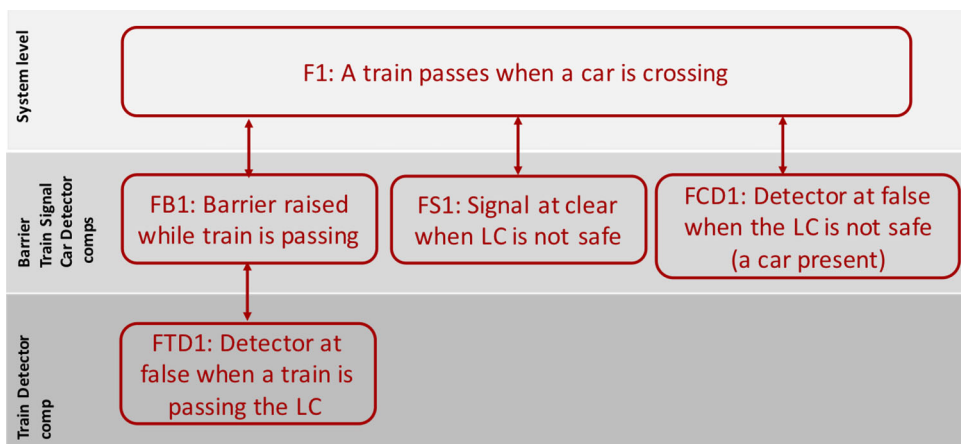 System level
F1: A train passes when a car is crossing
Barrier
Train Signal
Car Detector
comps
FB1: Barrier raised
while train is passing
FS1: Signal at clear
when LC is not safe
FCD1: Detector at false
when the LC is not safe
(a car present)
Train Detector
comp
FTD1: Detector at
false when a train is
passing the LC